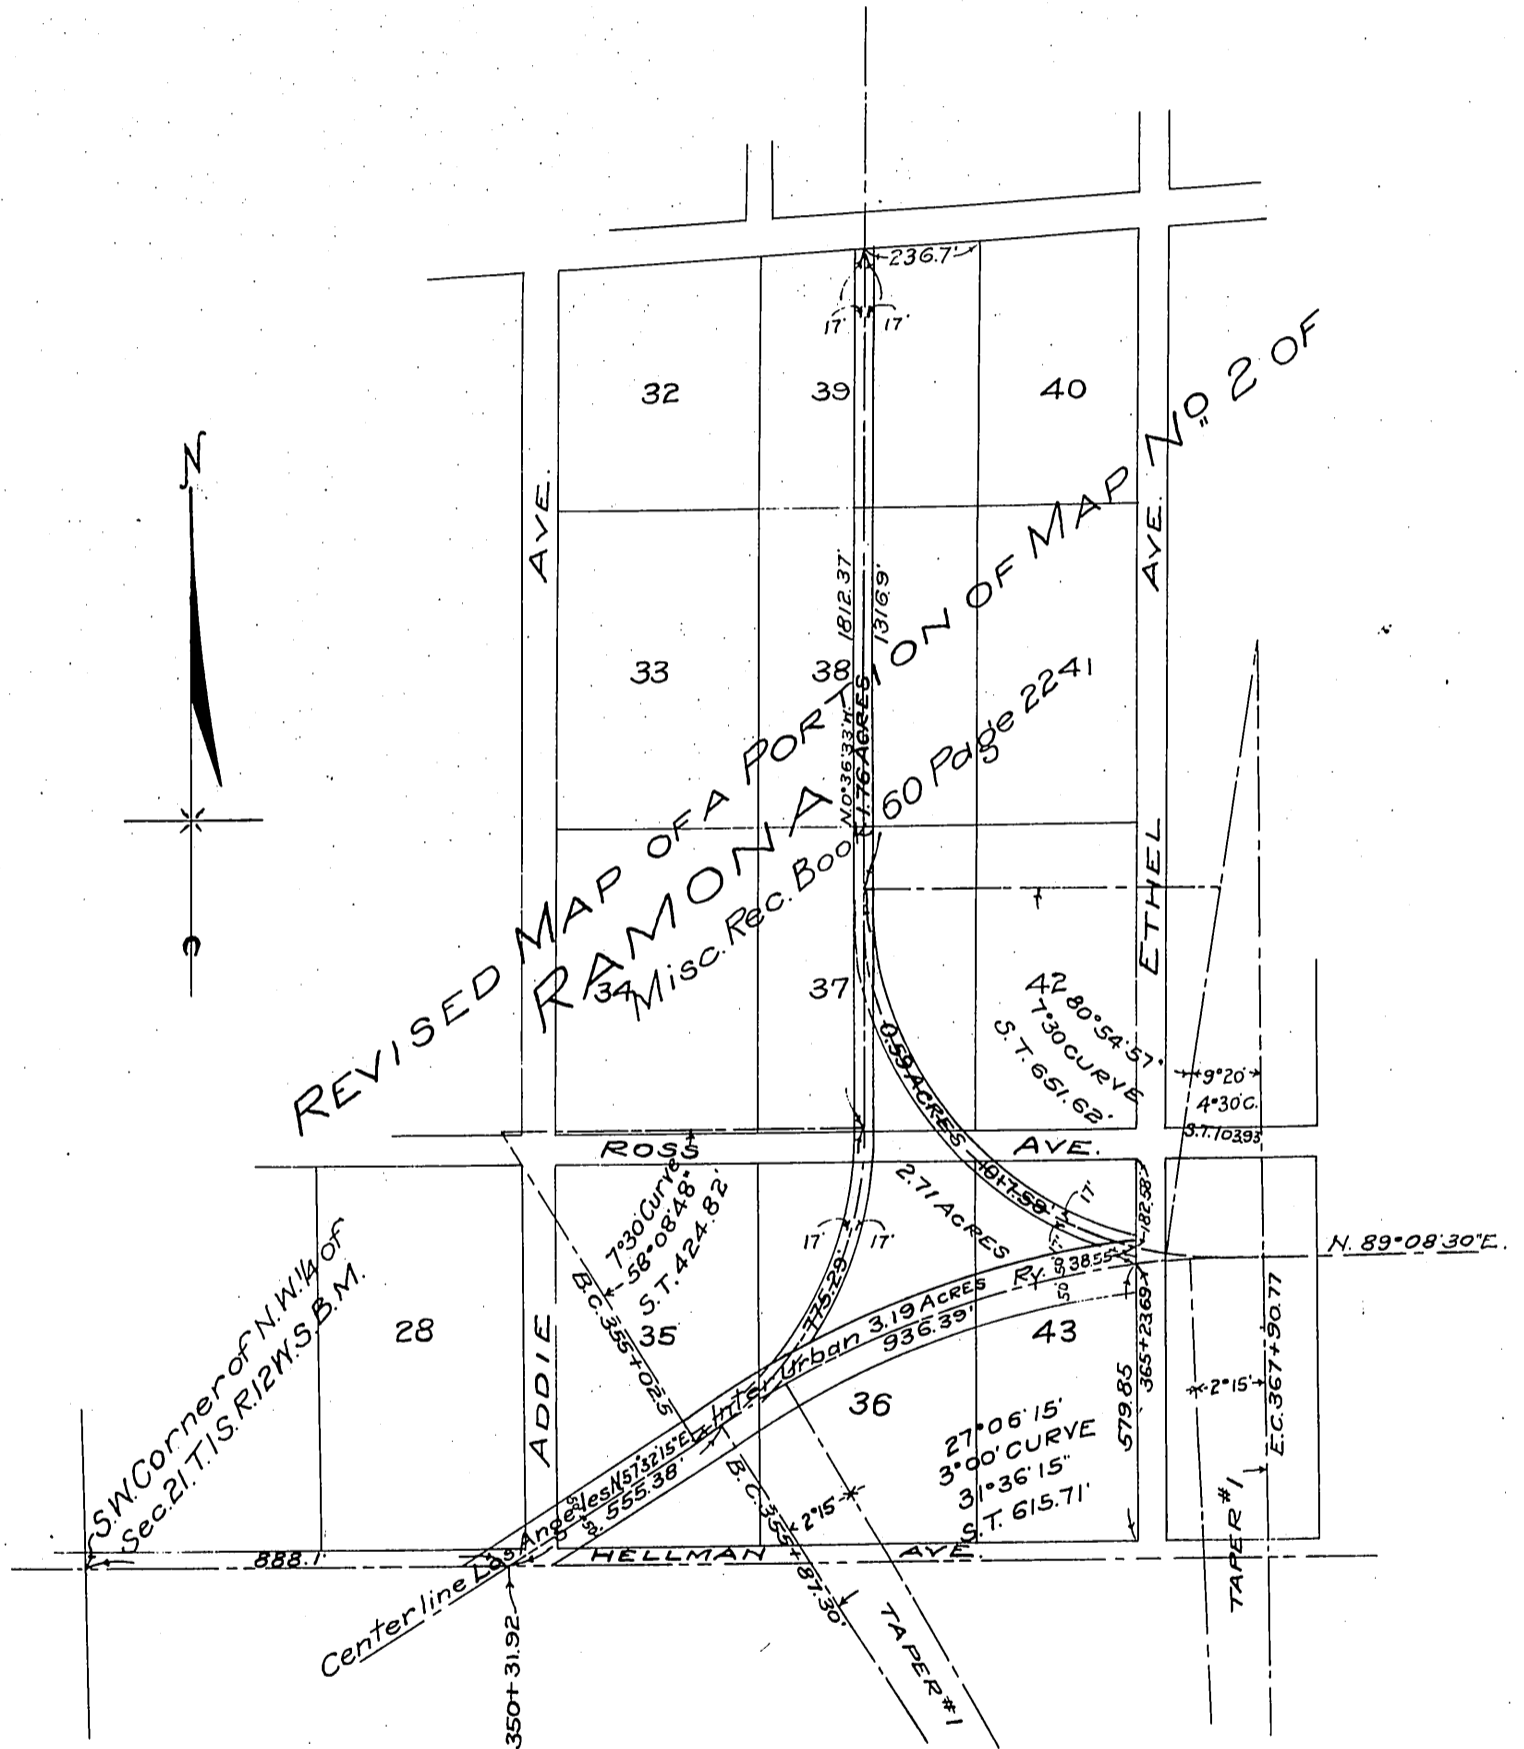 236.7'
17' 17'
32
39
40
N
AVE.
REVISED MAP OF A PORTION OF MAP NO. 2 OF
RAMONA
Misc. Rec. Book 60 Page 2241
AVE.
ETHEL
1812.37'
1316.9'
33
38
N.0°36'33"W.
1.76 ACRES
34
37
42
80°54'57"
7°30'CURVE
S.T. 651.62'
0.59 ACRES
9°20'
4°30'C.
S.T. 103.93
ROSS AVE.
7°30'Curve
58°08'48"
S.T. 424.82'
2.71 ACRES
1017.58'
17'
182.58'
N. 89°08'30"E.
17' 17'
775.29'
S.W. Corner of N.W.1/4 of
Sec.21.T.1S.R.12W.S.B.M.
28
ADDIE
B.C.355+02.5
35
Center line Los Angeles Inter Urban Ry.
N57°32'15"E
3.19 ACRES
38.55'
50' 50'
936.39'
43
36
365+23.69
579.85
E.C.367+90.77
2°15'
27°06'15"
3°00' CURVE
31°36'15"
S.T. 615.71'
50' 50'
555.38'
B.C.355+87.30'
2°15'
TAPER #1
888.1'
HELLMAN AVE.
350+31.92
TAPER #1